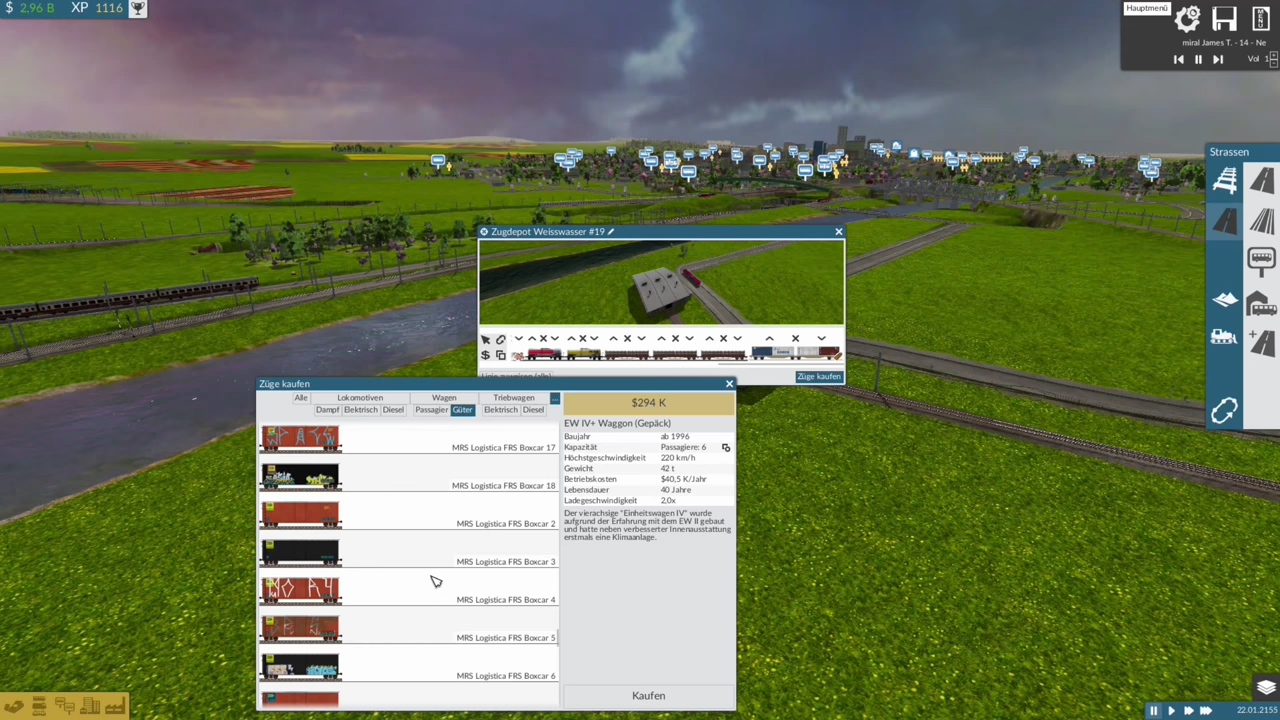 $ 2,96 B XP 1116
Hauptmenü
MENU
miral James T. - 14 - Ne
Vol 1
Strassen
Zugdepot Weisswasser #19
Züge kaufen
Züge kaufen
Alle Lokomotiven Wagen Triebwagen ...
Dampf Elektrisch Diesel Passagier Güter Elektrisch Diesel
MRS Logistica FRS Boxcar 17
MRS Logistica FRS Boxcar 18
MRS Logistica FRS Boxcar 2
MRS Logistica FRS Boxcar 3
MRS Logistica FRS Boxcar 4
MRS Logistica FRS Boxcar 5
MRS Logistica FRS Boxcar 6
$294 K
EW IV+ Waggon (Gepäck)
Baujahr ab 1996
Kapazität Passagiere: 6
Höchstgeschwindigkeit 220 km/h
Gewicht 42 t
Betriebskosten $40,5 K/Jahr
Lebensdauer 40 Jahre
Ladegeschwindigkeit 2,0x
Der vierachsige "Einheitswagen IV" wurde
aufgrund der Erfahrung mit dem EW II gebaut
und hatte neben verbesserter Innenausstattung
erstmals eine Klimaanlage.
Kaufen
22.01.2155